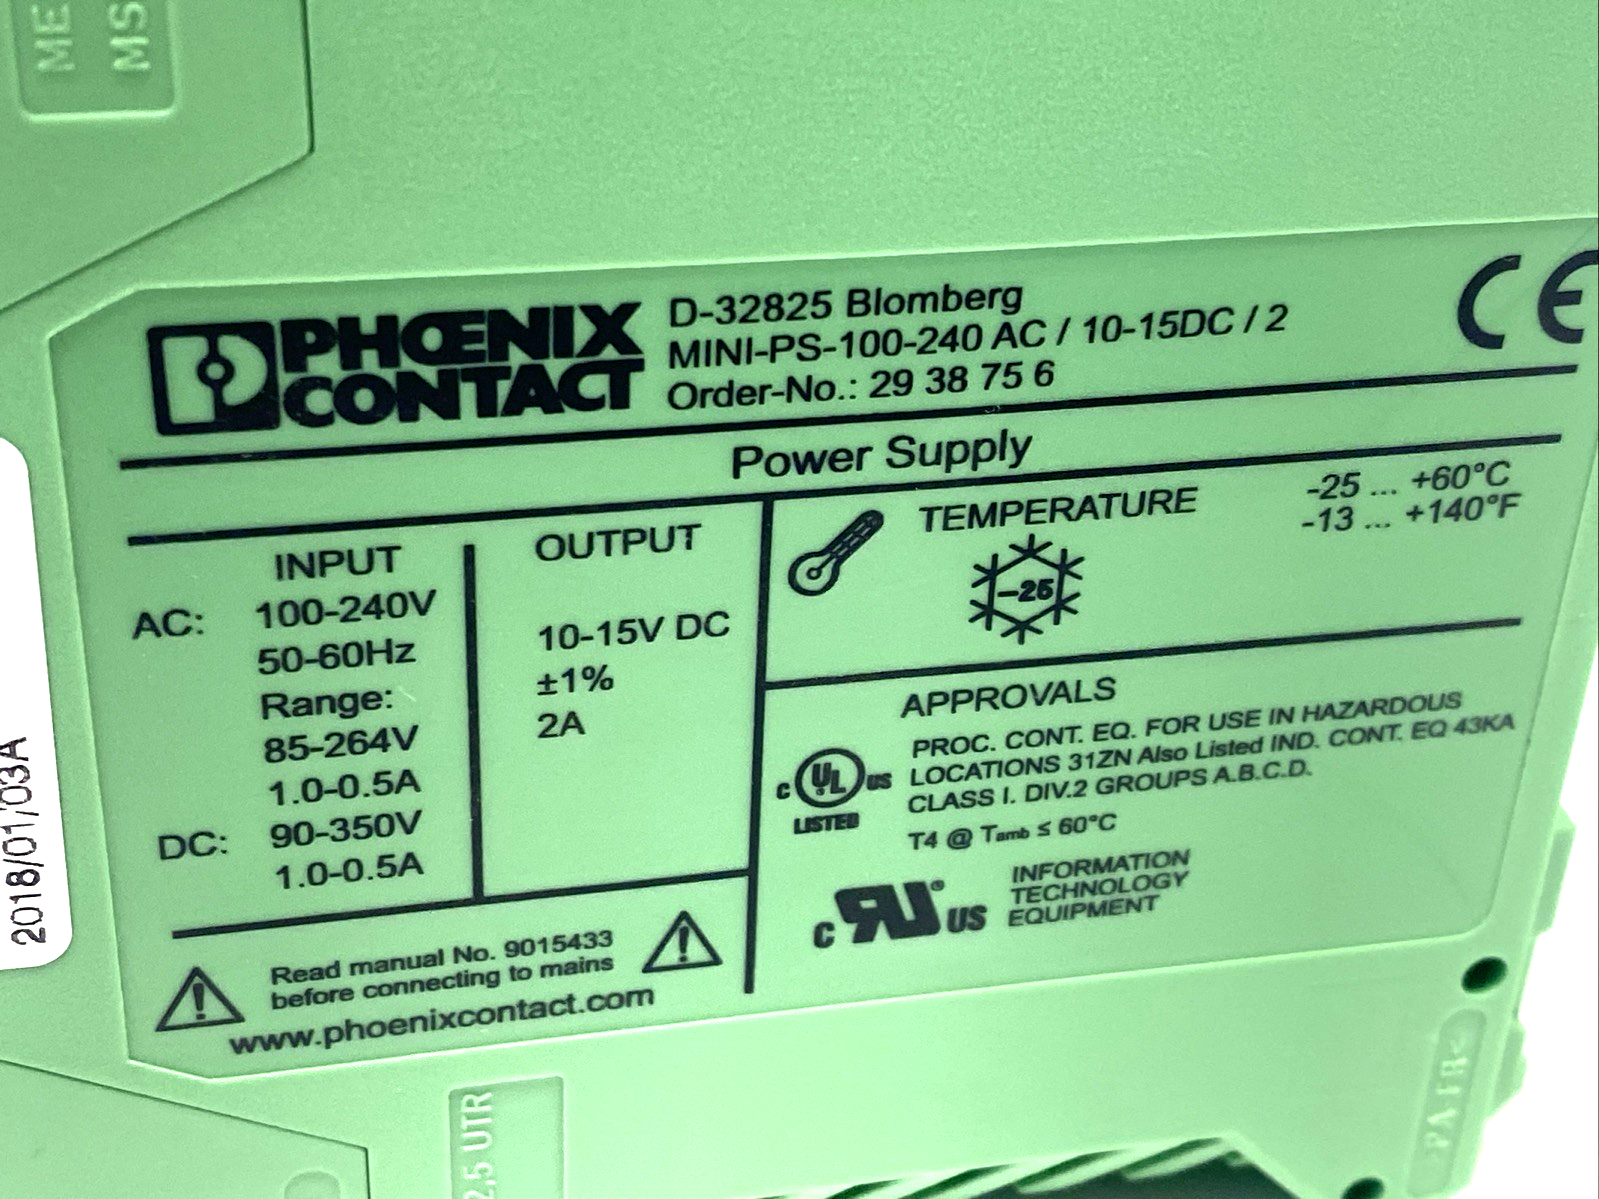 ME
MS
PHŒNIX
CONTACT
D-32825 Blomberg
MINI-PS-100-240 AC / 10-15DC / 2
Order-No.: 29 38 75 6
CE
Power Supply
INPUT
AC: 100-240V
50-60Hz
Range:
85-264V
1.0-0.5A
DC: 90-350V
1.0-0.5A
OUTPUT
10-15V DC
±1%
2A
TEMPERATURE
-25 ... +60°C
-13 ... +140°F
-25
APPROVALS
C UL US
LISTED
PROC. CONT. EQ. FOR USE IN HAZARDOUS
LOCATIONS 31ZN Also Listed IND. CONT. EQ 43KA
CLASS I. DIV.2 GROUPS A.B.C.D.
T4 @ Tamb ≤ 60°C
C RU US
INFORMATION
TECHNOLOGY
EQUIPMENT
Read manual No. 9015433
before connecting to mains
www.phoenixcontact.com
2018/01/03A
2,5 UTR